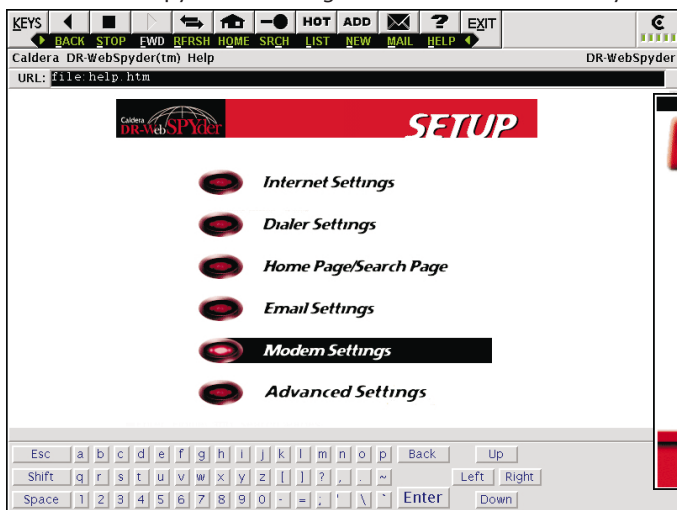 KEYS HOT ADD ? EXIT
BACK STOP FWD RFRSH HOME SRCH LIST NEW MAIL HELP
Caldera DR-WebSpyder(tm) Help DR-WebSpyder
URL: file:help.htm
Caldera
DR-WebSPYder
SETUP
Internet Settings
Dialer Settings
Home Page/Search Page
Email Settings
Modem Settings
Advanced Settings
Esc a b c d e f g h i j k l m n o p Back Up
Shift q r s t u v w x y z [ ] ? , . ~ Left Right
Space 1 2 3 4 5 6 7 8 9 0 - = ; ' \ ` Enter Down